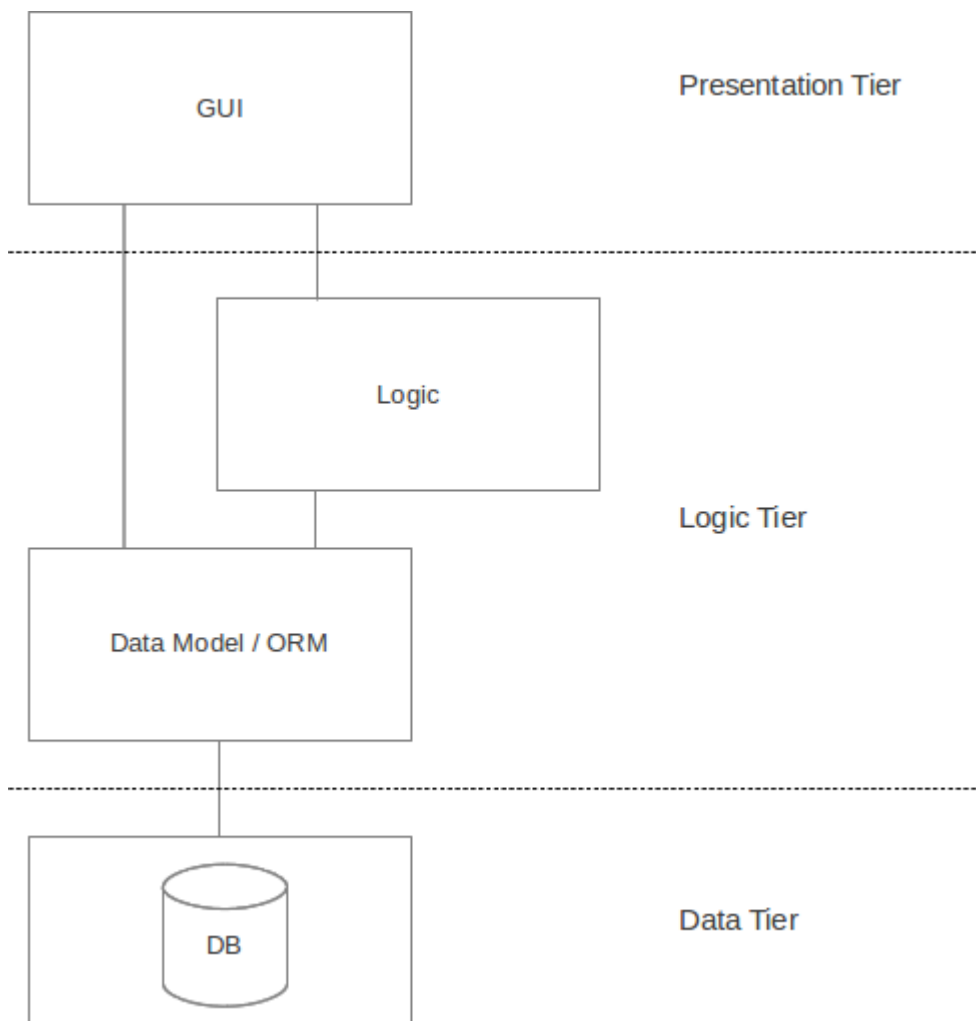 GUI
Presentation Tier
Logic
Logic Tier
Data Model / ORM
DB
Data Tier